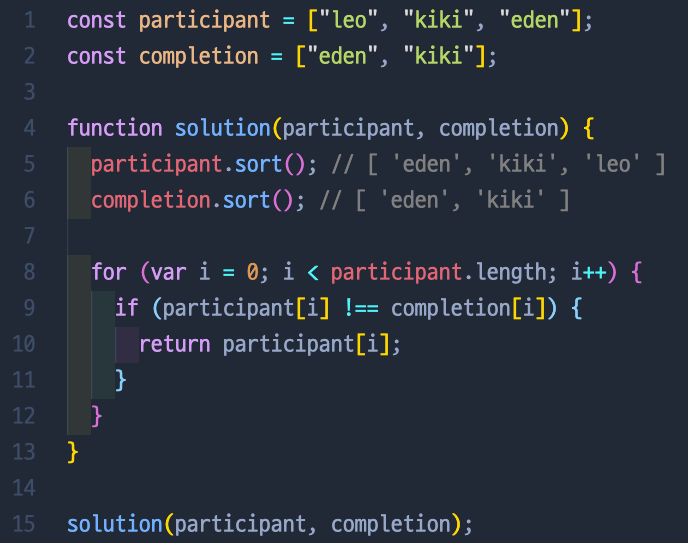 1 const participant = ["leo", "kiki", "eden"];
2 const completion = ["eden", "kiki"];
3
4 function solution(participant, completion) {
5   participant.sort(); // [ 'eden', 'kiki', 'leo' ]
6   completion.sort(); // [ 'eden', 'kiki' ]
7
8   for (var i = 0; i < participant.length; i++) {
9     if (participant[i] !== completion[i]) {
10       return participant[i];
11     }
12   }
13 }
14
15 solution(participant, completion);